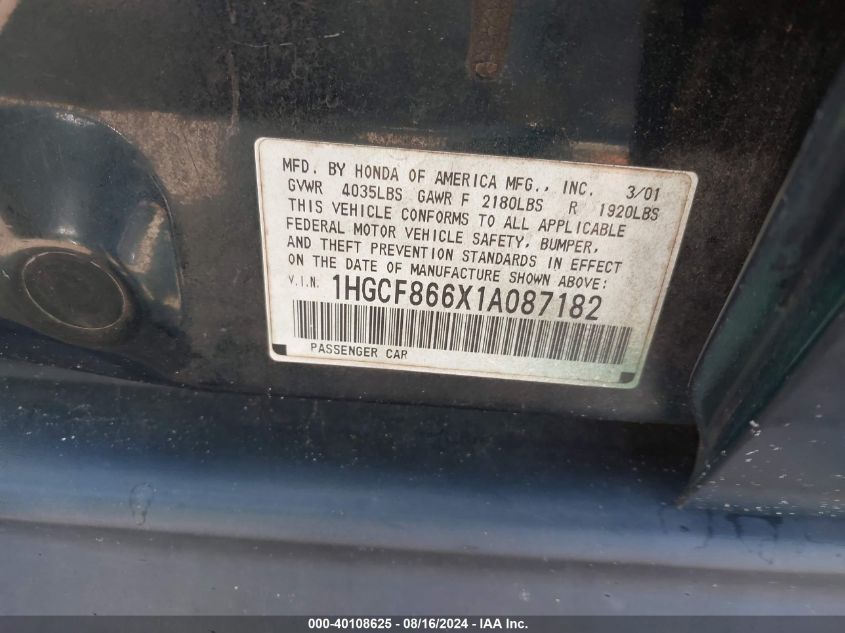 MFD. BY HONDA OF AMERICA MFG., INC. 3/01
GVWR 4035LBS GAWR F 2180LBS R 1920LBS
THIS VEHICLE CONFORMS TO ALL APPLICABLE
FEDERAL MOTOR VEHICLE SAFETY, BUMPER,
AND THEFT PREVENTION STANDARDS IN EFFECT
ON THE DATE OF MANUFACTURE SHOWN ABOVE:
V.I.N. 1HGCF866X1A087182
PASSENGER CAR
000-40108625 - 08/16/2024 - IAA Inc.